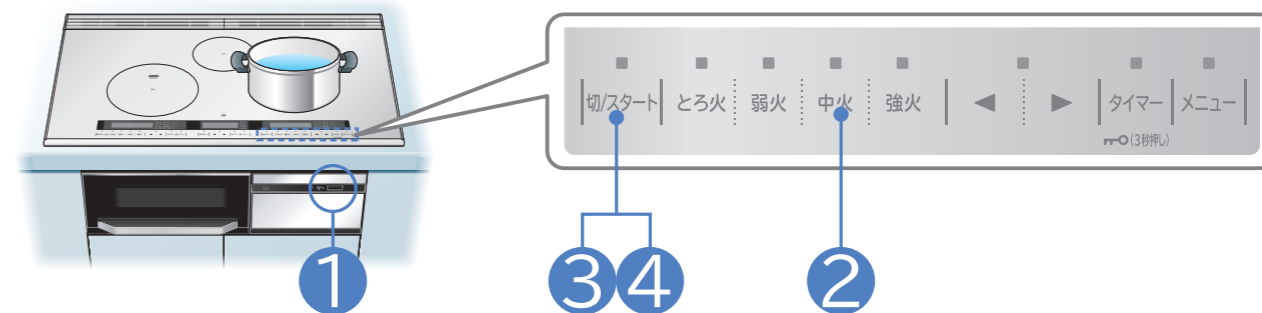 切/スタート とろ火 弱火 中火 強火 ◀ ▶ タイマー メニュー
(3秒押し)
① ③ ④ ②